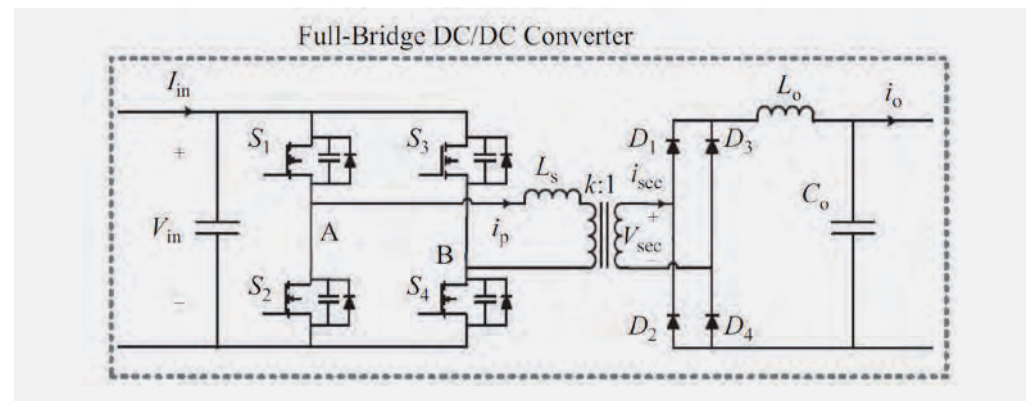 Full-Bridge DC/DC Converter
I_in
+
V_in
−
S_1
S_3
A
B
S_2
S_4
L_s
k:1
i_p
i_sec
+
V_sec
−
D_1
D_3
D_2
D_4
L_o
i_o
C_o